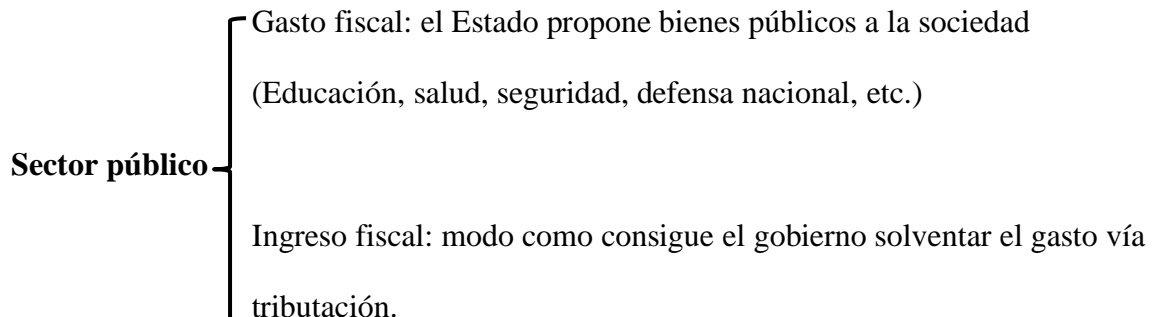 Gasto fiscal: el Estado propone bienes públicos a la sociedad
(Educación, salud, seguridad, defensa nacional, etc.)
Sector público
Ingreso fiscal: modo como consigue el gobierno solventar el gasto vía
tributación.